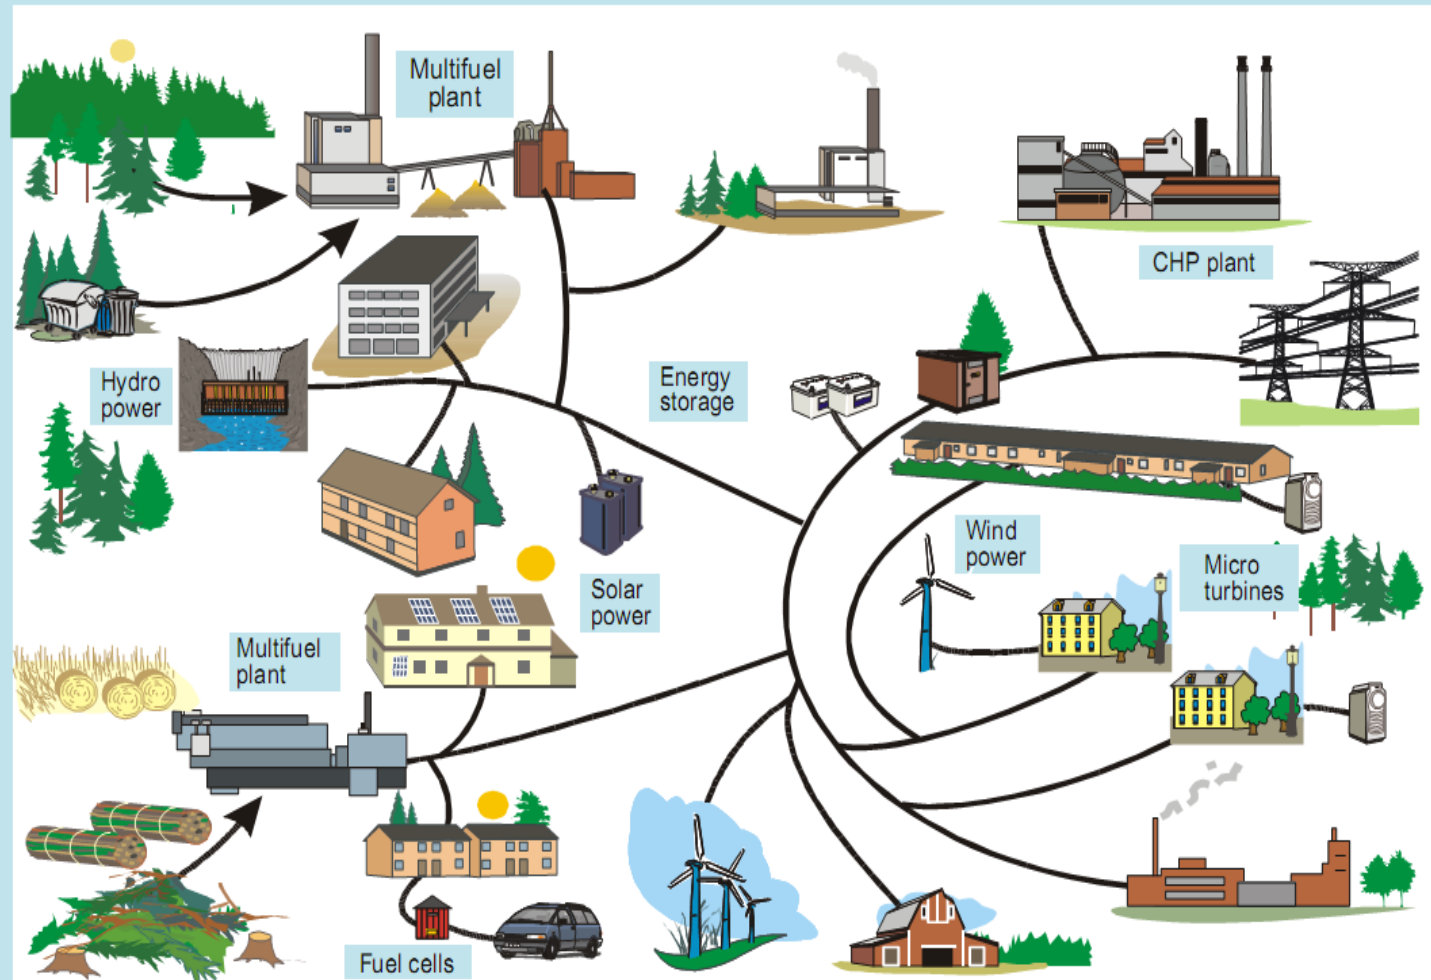 Multifuel
plant
CHP plant
Hydro
power
Energy
storage
Wind
power
Micro
turbines
Solar
power
Multifuel
plant
Fuel cells